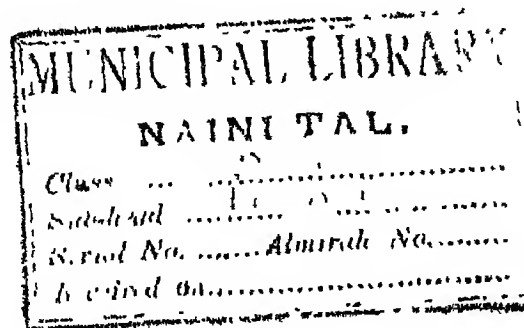 MUNICIPAL LIBRARY
NAINI TAL.
Class ... ....................
Subhead ....................
Serial No. ...... Almirah No. .......
Received on ....................